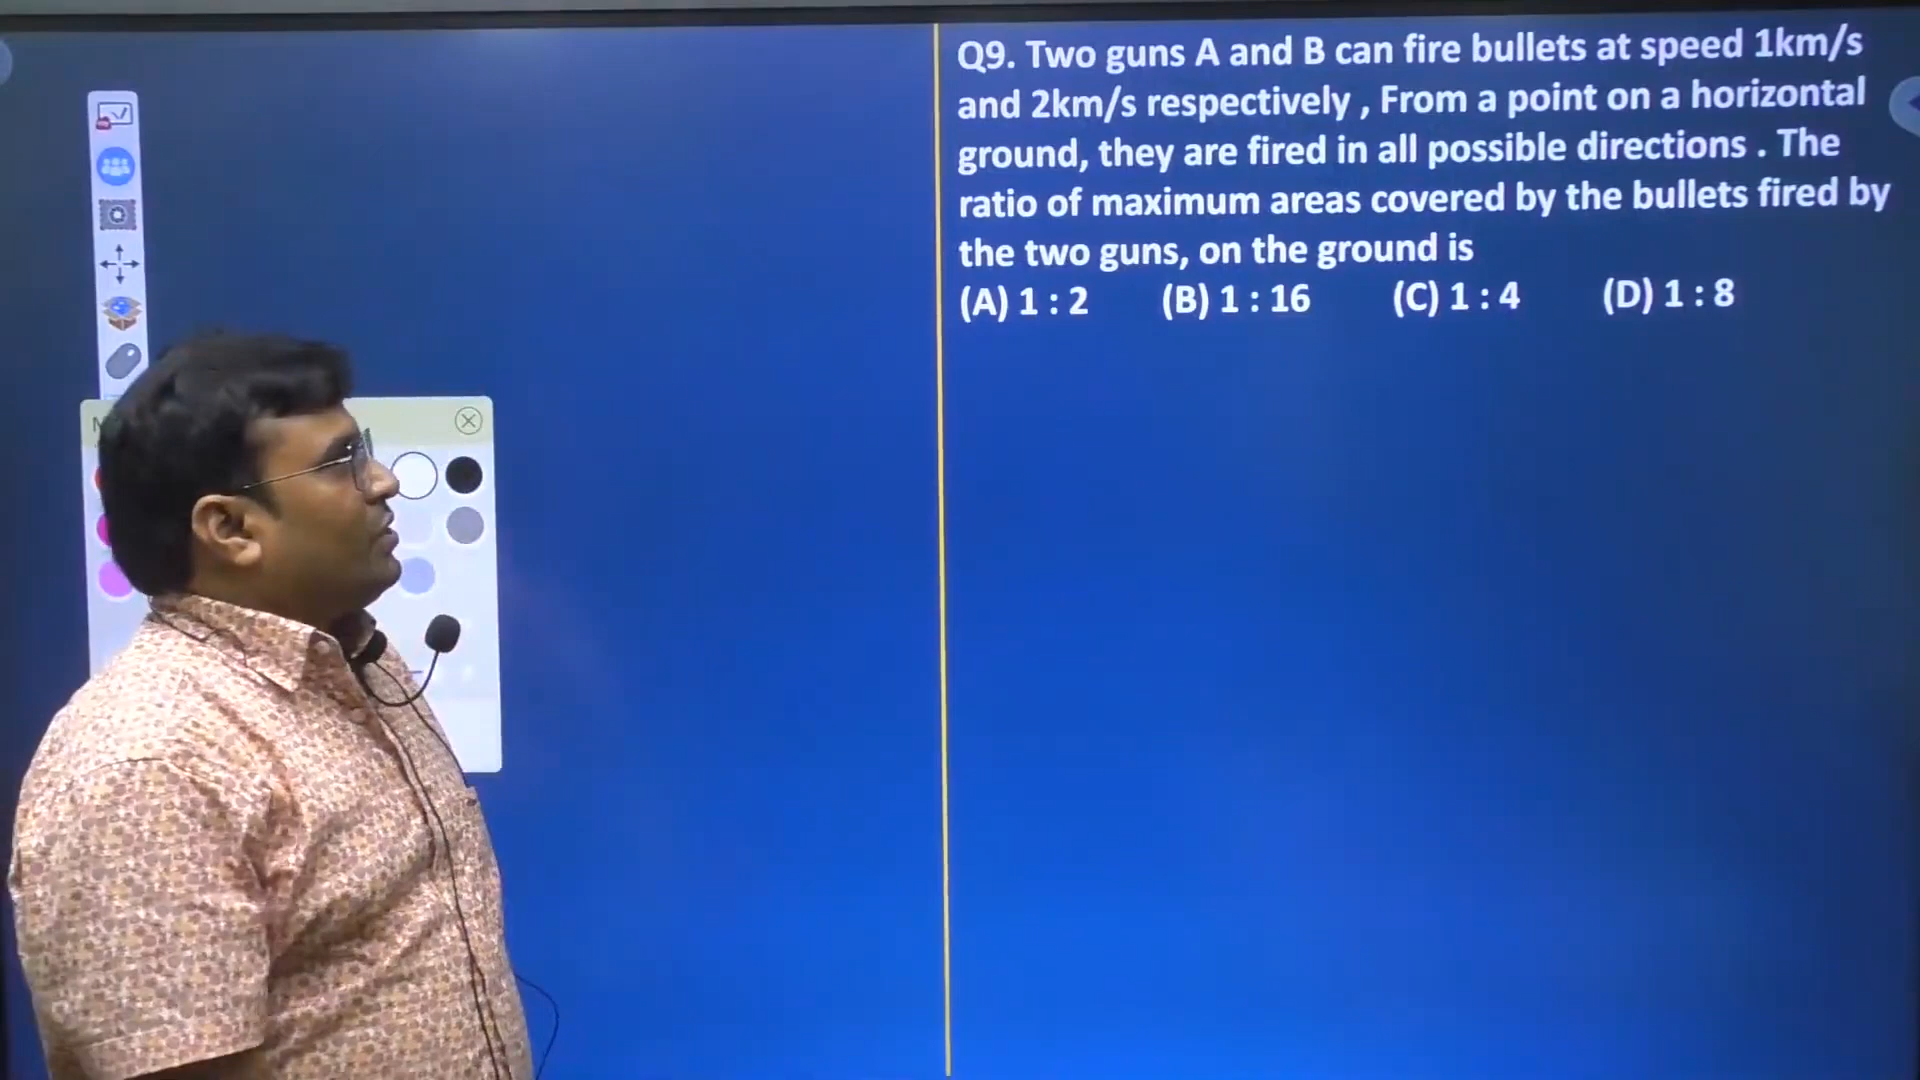 Q9. Two guns A and B can fire bullets at speed 1km/s
and 2km/s respectively , From a point on a horizontal
ground, they are fired in all possible directions . The
ratio of maximum areas covered by the bullets fired by
the two guns, on the ground is
(A) 1 : 2 (B) 1 : 16 (C) 1 : 4 (D) 1 : 8